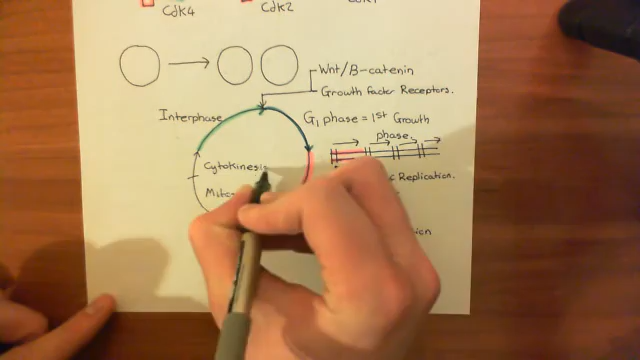 Cdk4
Cdk2
Wnt/B-catenin
Growth factor Receptors.
Interphase
G1 phase = 1st Growth
phase.
Cytokinesis
Replication.